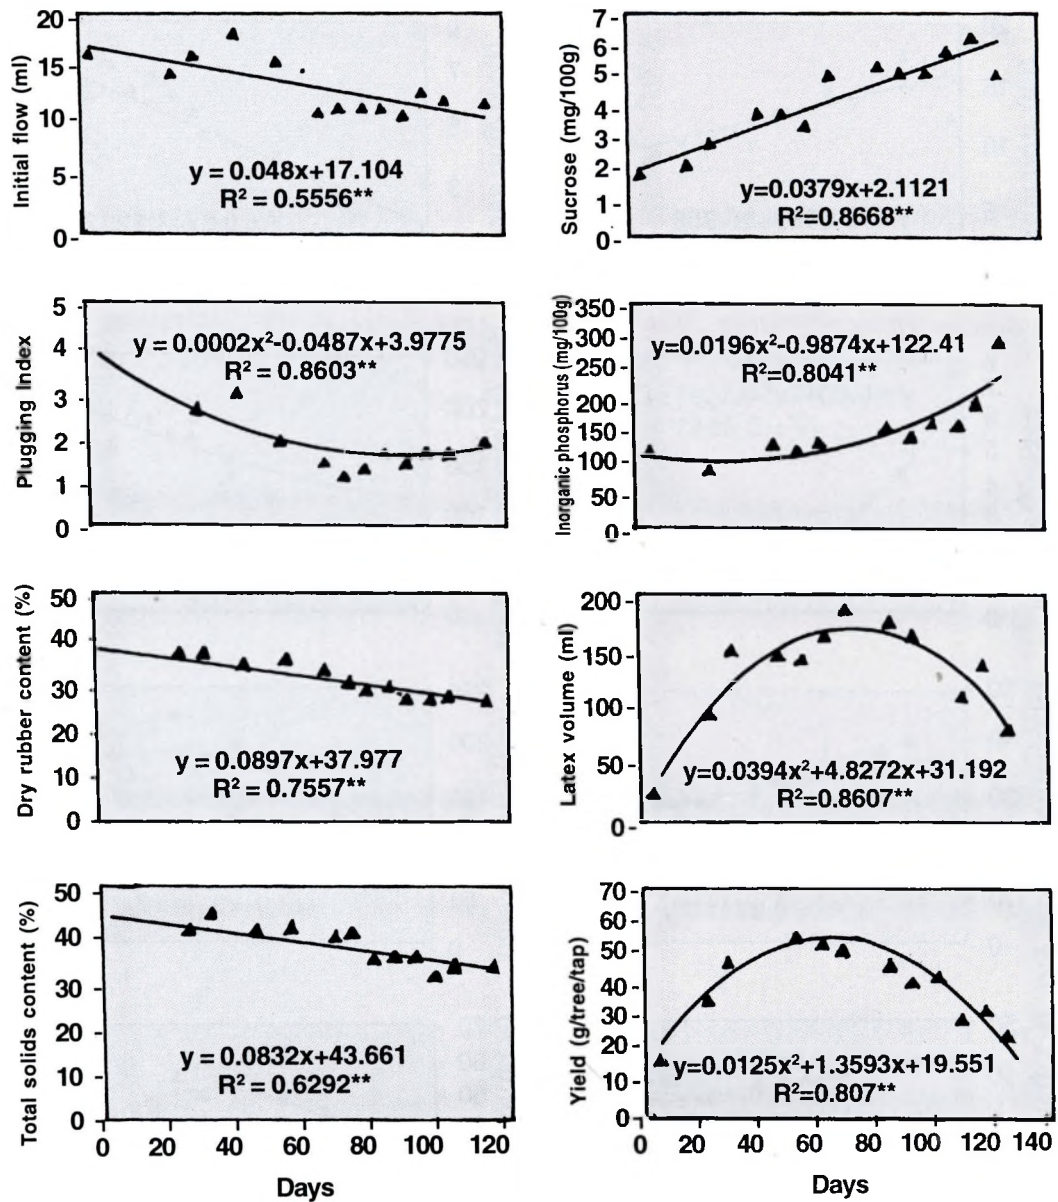 20
15
10
5-
0-
Initial flow (ml)
y = 0.048x+17.104
R² = 0.5556**
7-
6-
5-
4-
3-
2-
1-
0-
Sucrose (mg/100g)
y=0.0379x+2.1121
R²=0.8668**
5
4
3
2
1
0
Plugging Index
y = 0.0002x²-0.0487x+3.9775
R² = 0.8603**
350-
300-
250-
200-
150-
100-
50-
0-
Inorganic phosphorus (mg/100g)
y=0.0196x²-0.9874x+122.41
R²=0.8041**
50
40
30
20
10
0
Dry rubber content (%)
y = 0.0897x+37.977
R² = 0.7557**
200-
150-
100-
50-
0-
Latex volume (ml)
y=0.0394x²+4.8272x+31.192
R²=0.8607**
50
40
30
20
10
0
Total solids content (%)
y = 0.0832x+43.661
R² = 0.6292**
0 20 40 60 80 100 120
Days
70-
60-
50-
40-
30-
20-
10-
0-
Yield (g/tree/tap)
y=0.0125x²+1.3593x+19.551
R²=0.807**
0 20 40 60 80 100 120 140
Days